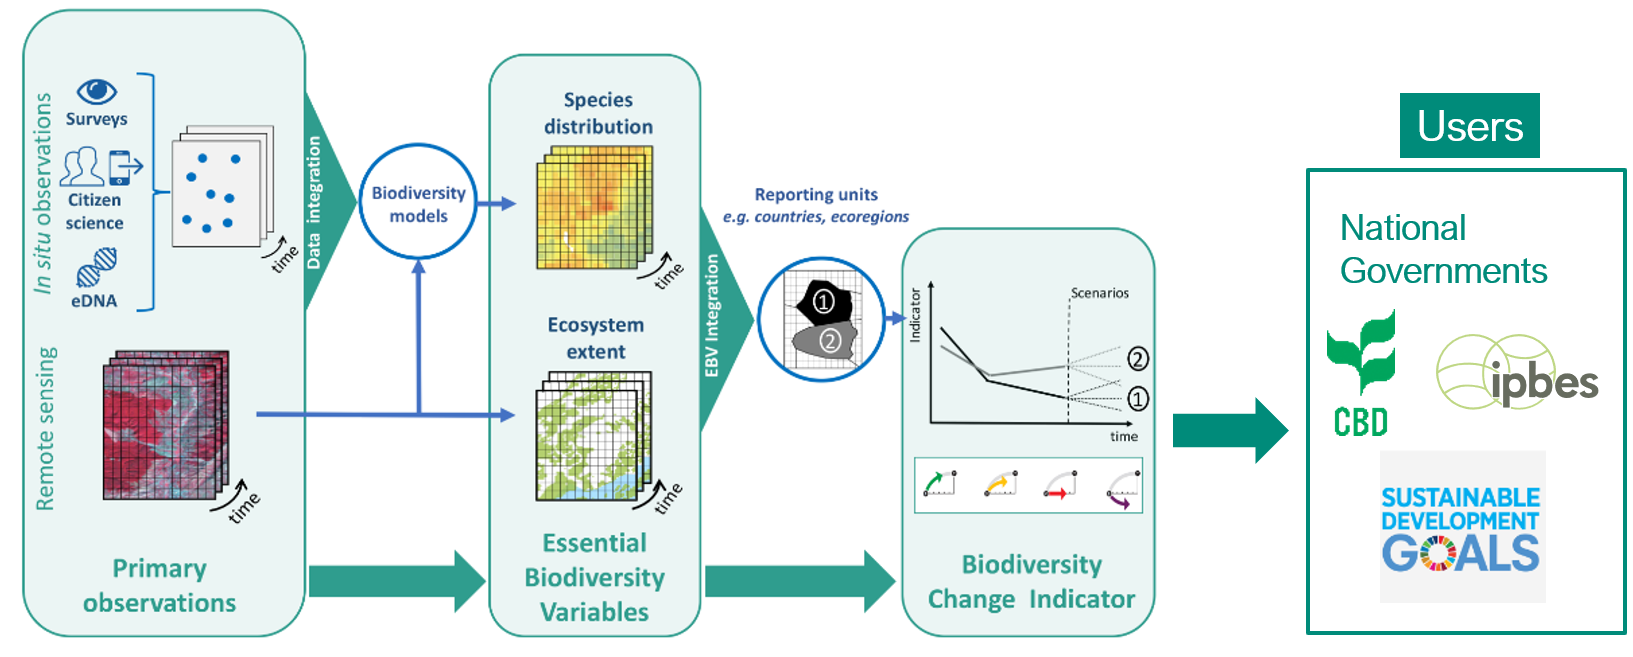 In situ observations
Surveys
Citizen
science
eDNA
time
Remote sensing
time
Primary
observations
Data integration
Biodiversity
models
Species
distribution
time
Ecosystem
extent
time
Essential
Biodiversity
Variables
EBV Integration
Reporting units
e.g. countries, ecoregions
1
2
Indicator
Scenarios
2
1
time
Biodiversity
Change Indicator
Users
National
Governments
CBD
ipbes
SUSTAINABLE
DEVELOPMENT
GOALS